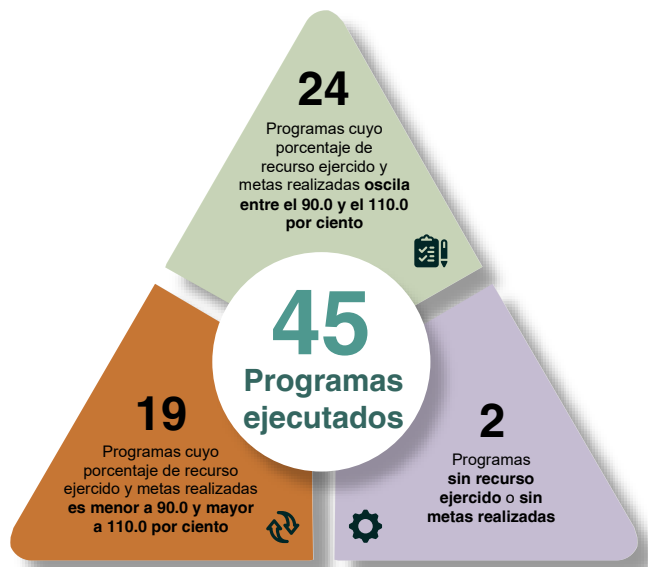 24
Programas cuyo
porcentaje de
recurso ejercido y
metas realizadas oscila
entre el 90.0 y el 110.0
por ciento
45
Programas
ejecutados
19
Programas cuyo
porcentaje de recurso
ejercido y metas realizadas
es menor a 90.0 y mayor
a 110.0 por ciento
2
Programas
sin recurso
ejercido o sin
metas realizadas